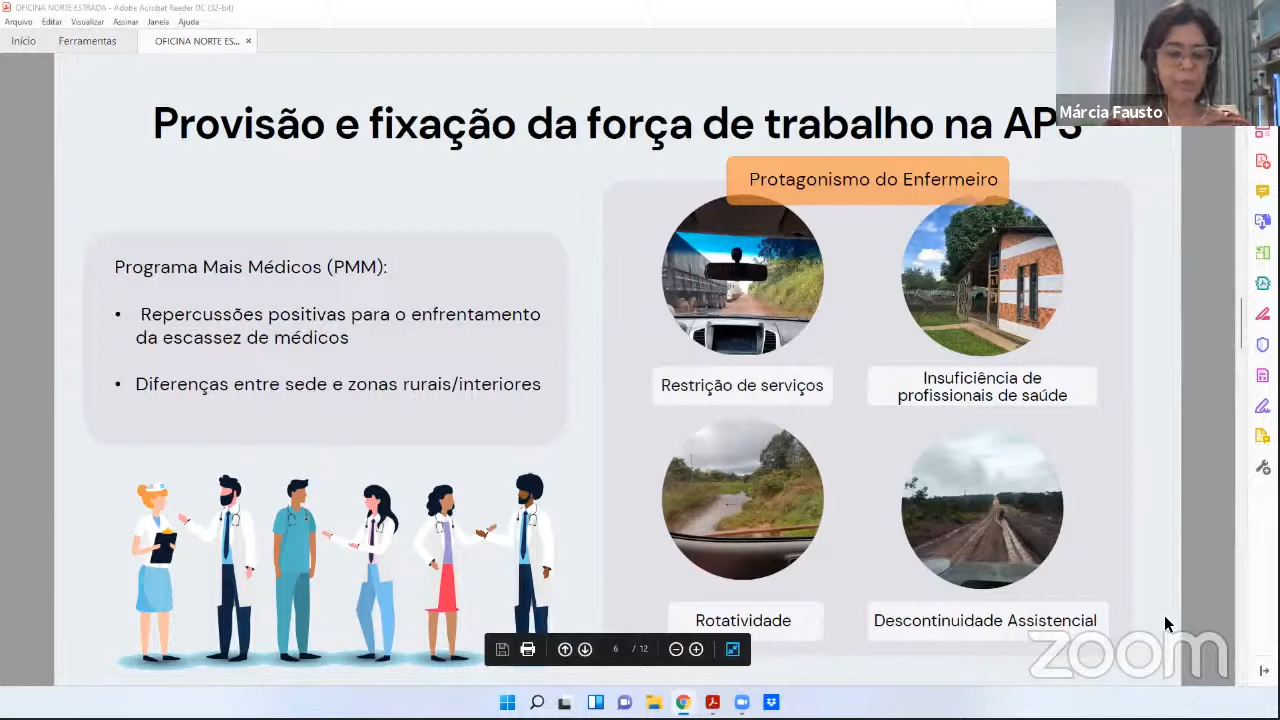 OFICINA NORTE ESTRADA - Adobe Acrobat Reader DC (32-bit)
Arquivo Editar Visualizar Assinar Janela Ajuda
Início Ferramentas OFICINA NORTE ES... ×
Márcia Fausto
Provisão e fixação da força de trabalho na APS
Protagonismo do Enfermeiro
Programa Mais Médicos (PMM):
• Repercussões positivas para o enfrentamento
da escassez de médicos
• Diferenças entre sede e zonas rurais/interiores
Restrição de serviços
Insuficiência de
profissionais de saúde
Rotatividade
Descontinuidade Assistencial
6 / 12
zoom